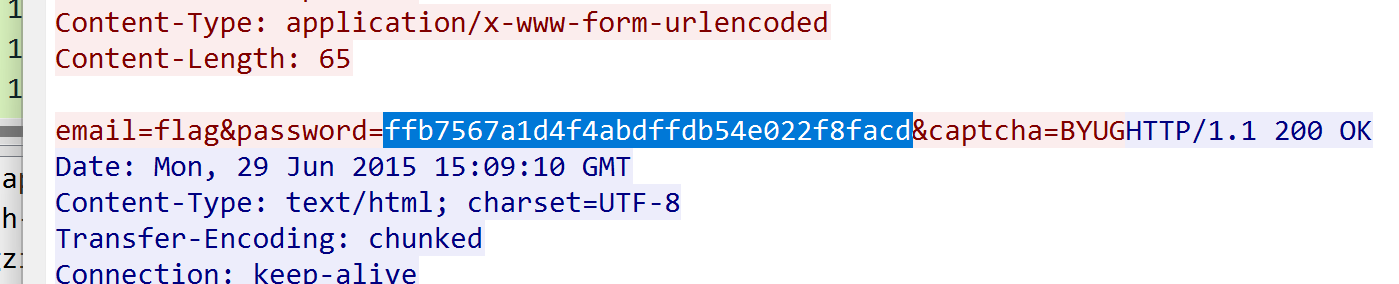 1
Content-Type: application/x-www-form-urlencoded
1
Content-Length: 65
1
email=flag&password=ffb7567a1d4f4abdffdb54e022f8facd&captcha=BYUGHTTP/1.1 200 OK
Date: Mon, 29 Jun 2015 15:09:10 GMT
Content-Type: text/html; charset=UTF-8
Transfer-Encoding: chunked
Connection: keep-alive